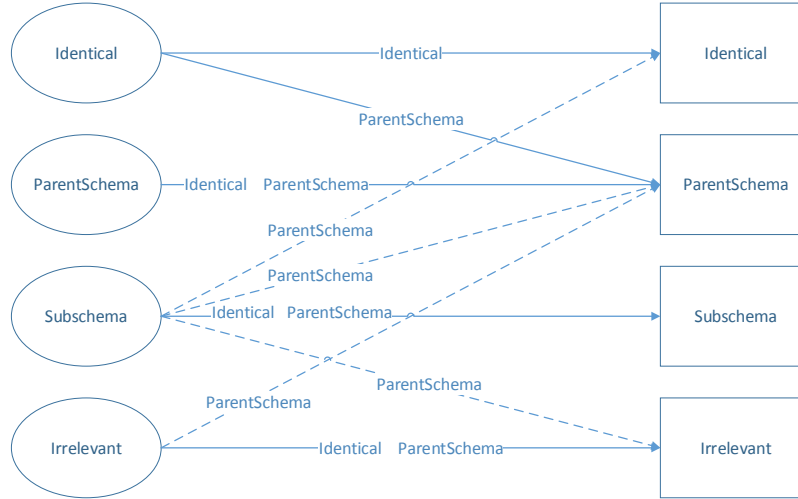 Identical Identical Identical
ParentSchema
ParentSchema Identical ParentSchema ParentSchema
ParentSchema
ParentSchema
Subschema Identical ParentSchema Subschema
ParentSchema
ParentSchema
Irrelevant Identical ParentSchema Irrelevant